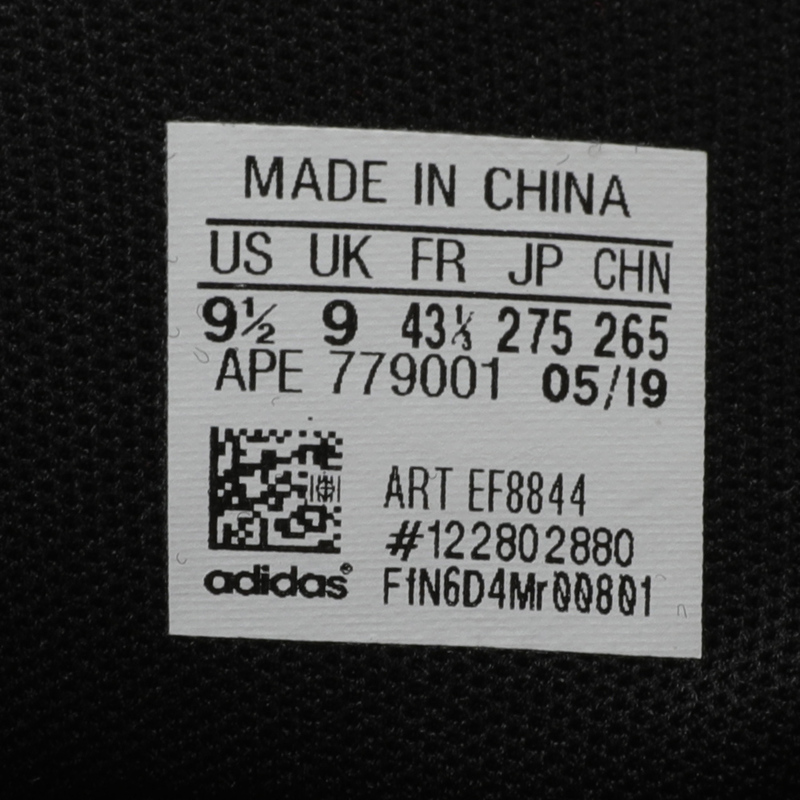 MADE IN CHINA
US UK FR JP CHN
9½ 9 43⅓ 275 265
APE 779001 05/19
ART EF8844
#122802880
adidas®
F1N6D4Mr00801